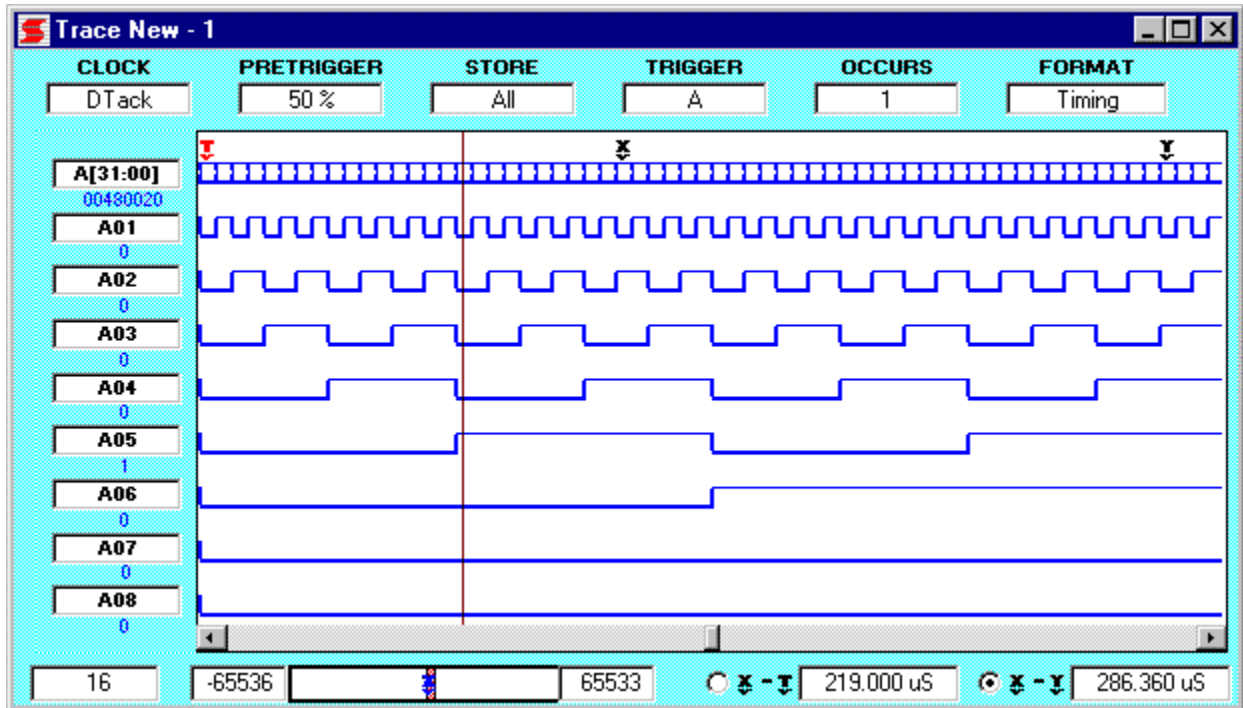 Trace New - 1
CLOCK PRETRIGGER STORE TRIGGER OCCURS FORMAT
DTack 50 % All A 1 Timing
T X Y
A[31:00]
00480020
A01
0
A02
0
A03
0
A04
0
A05
1
A06
0
A07
0
A08
0
16 -65536 65533 X - T 219.000 uS X - Y 286.360 uS